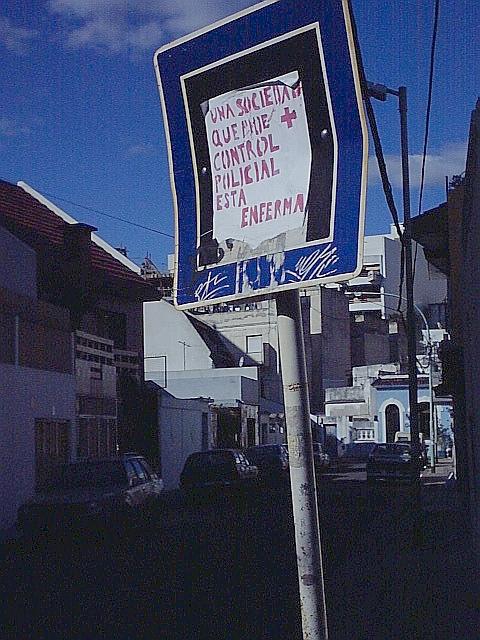 UNA SOCIEDAD
QUE PIDE +
CONTROL
POLICIAL
ESTA
ENFERMA